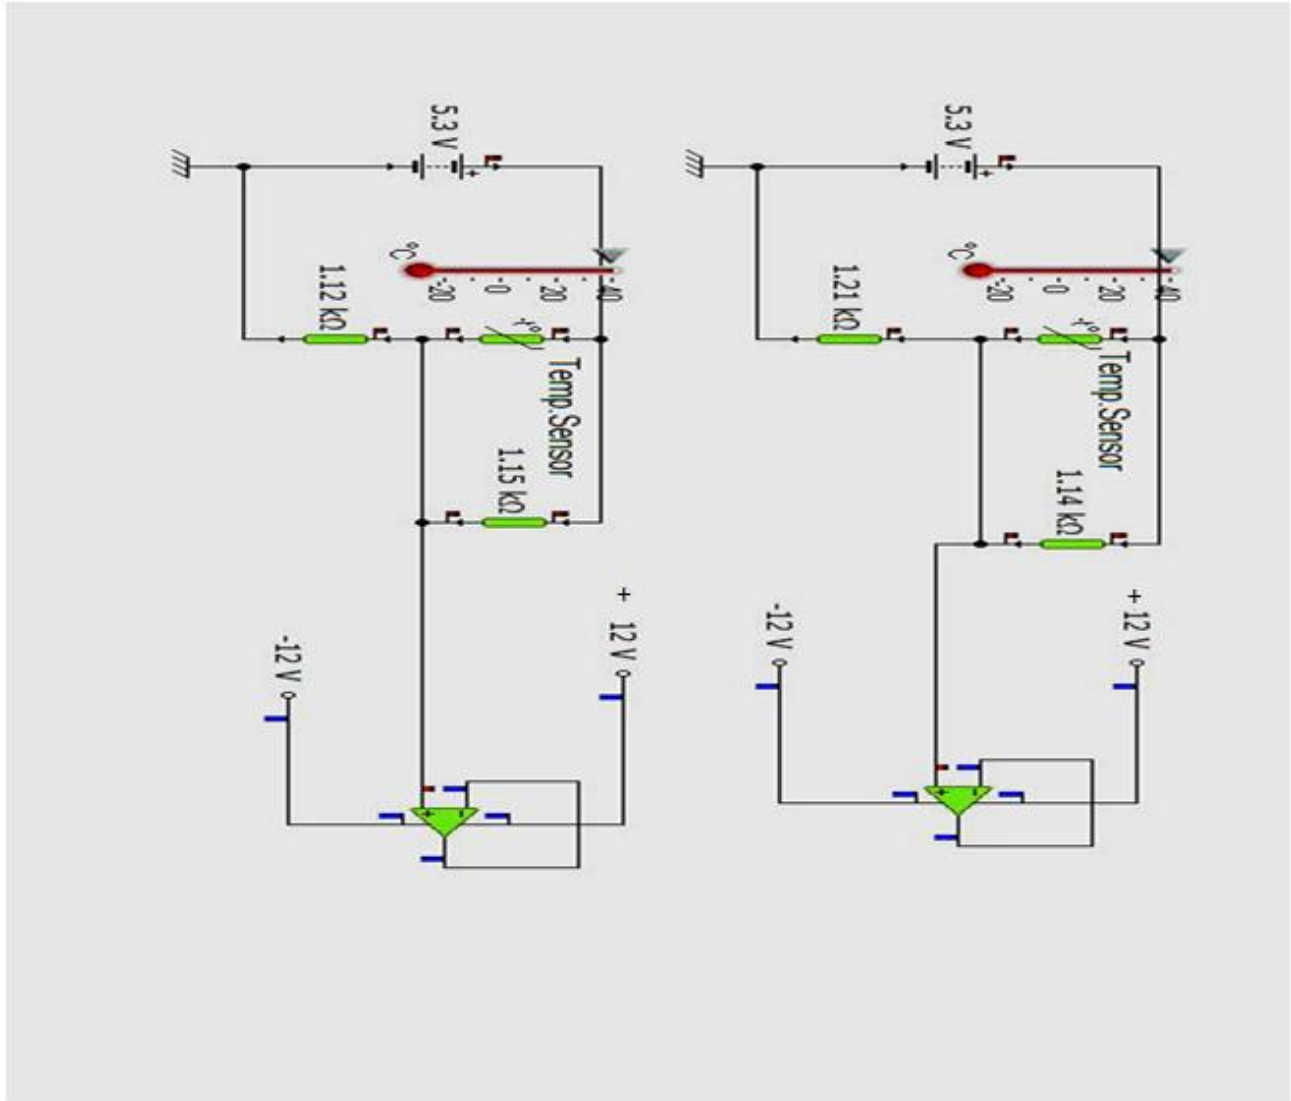 40
20
0
-20
°C
Temp.Sensor
+ 12 V
5.3 V
1.14 kΩ
1.21 kΩ
-12 V
40
20
0
-20
°C
Temp.Sensor
+ 12 V
5.3 V
1.15 kΩ
1.12 kΩ
-12 V